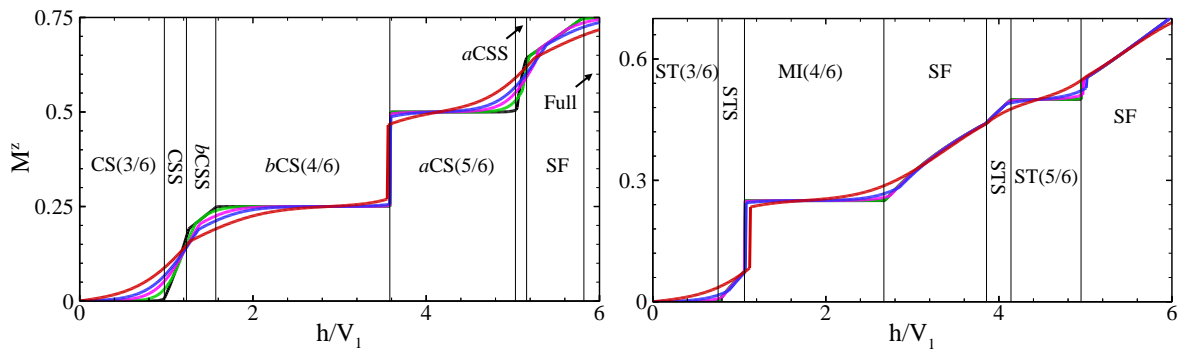 0.75
0.5
0.25
0
M^z
CS(3/6)
CSS
bCSS
bCS(4/6)
aCS(5/6)
aCSS
SF
Full
0
2
4
6
h/V_1
0.6
0.3
0
ST(3/6)
STS
MI(4/6)
SF
STS
ST(5/6)
SF
0
2
4
6
h/V_1